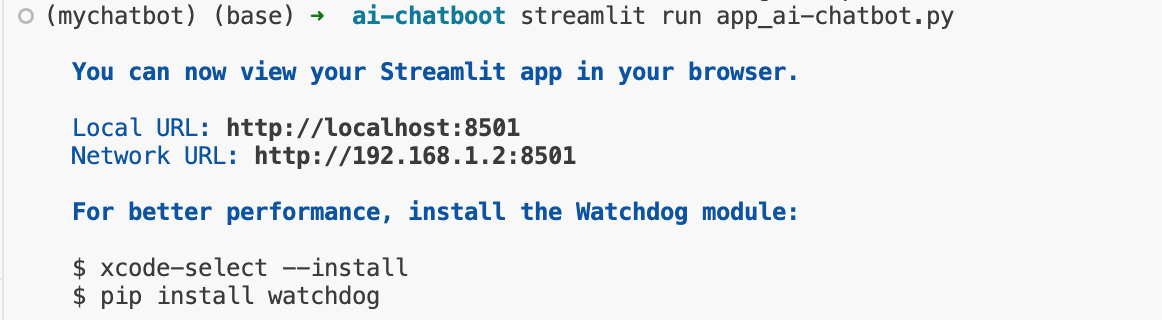 (mychatbot) (base) ➜ ai-chatboot streamlit run app_ai-chatbot.py
You can now view your Streamlit app in your browser.
Local URL: http://localhost:8501
Network URL: http://192.168.1.2:8501
For better performance, install the Watchdog module:
$ xcode-select --install
$ pip install watchdog